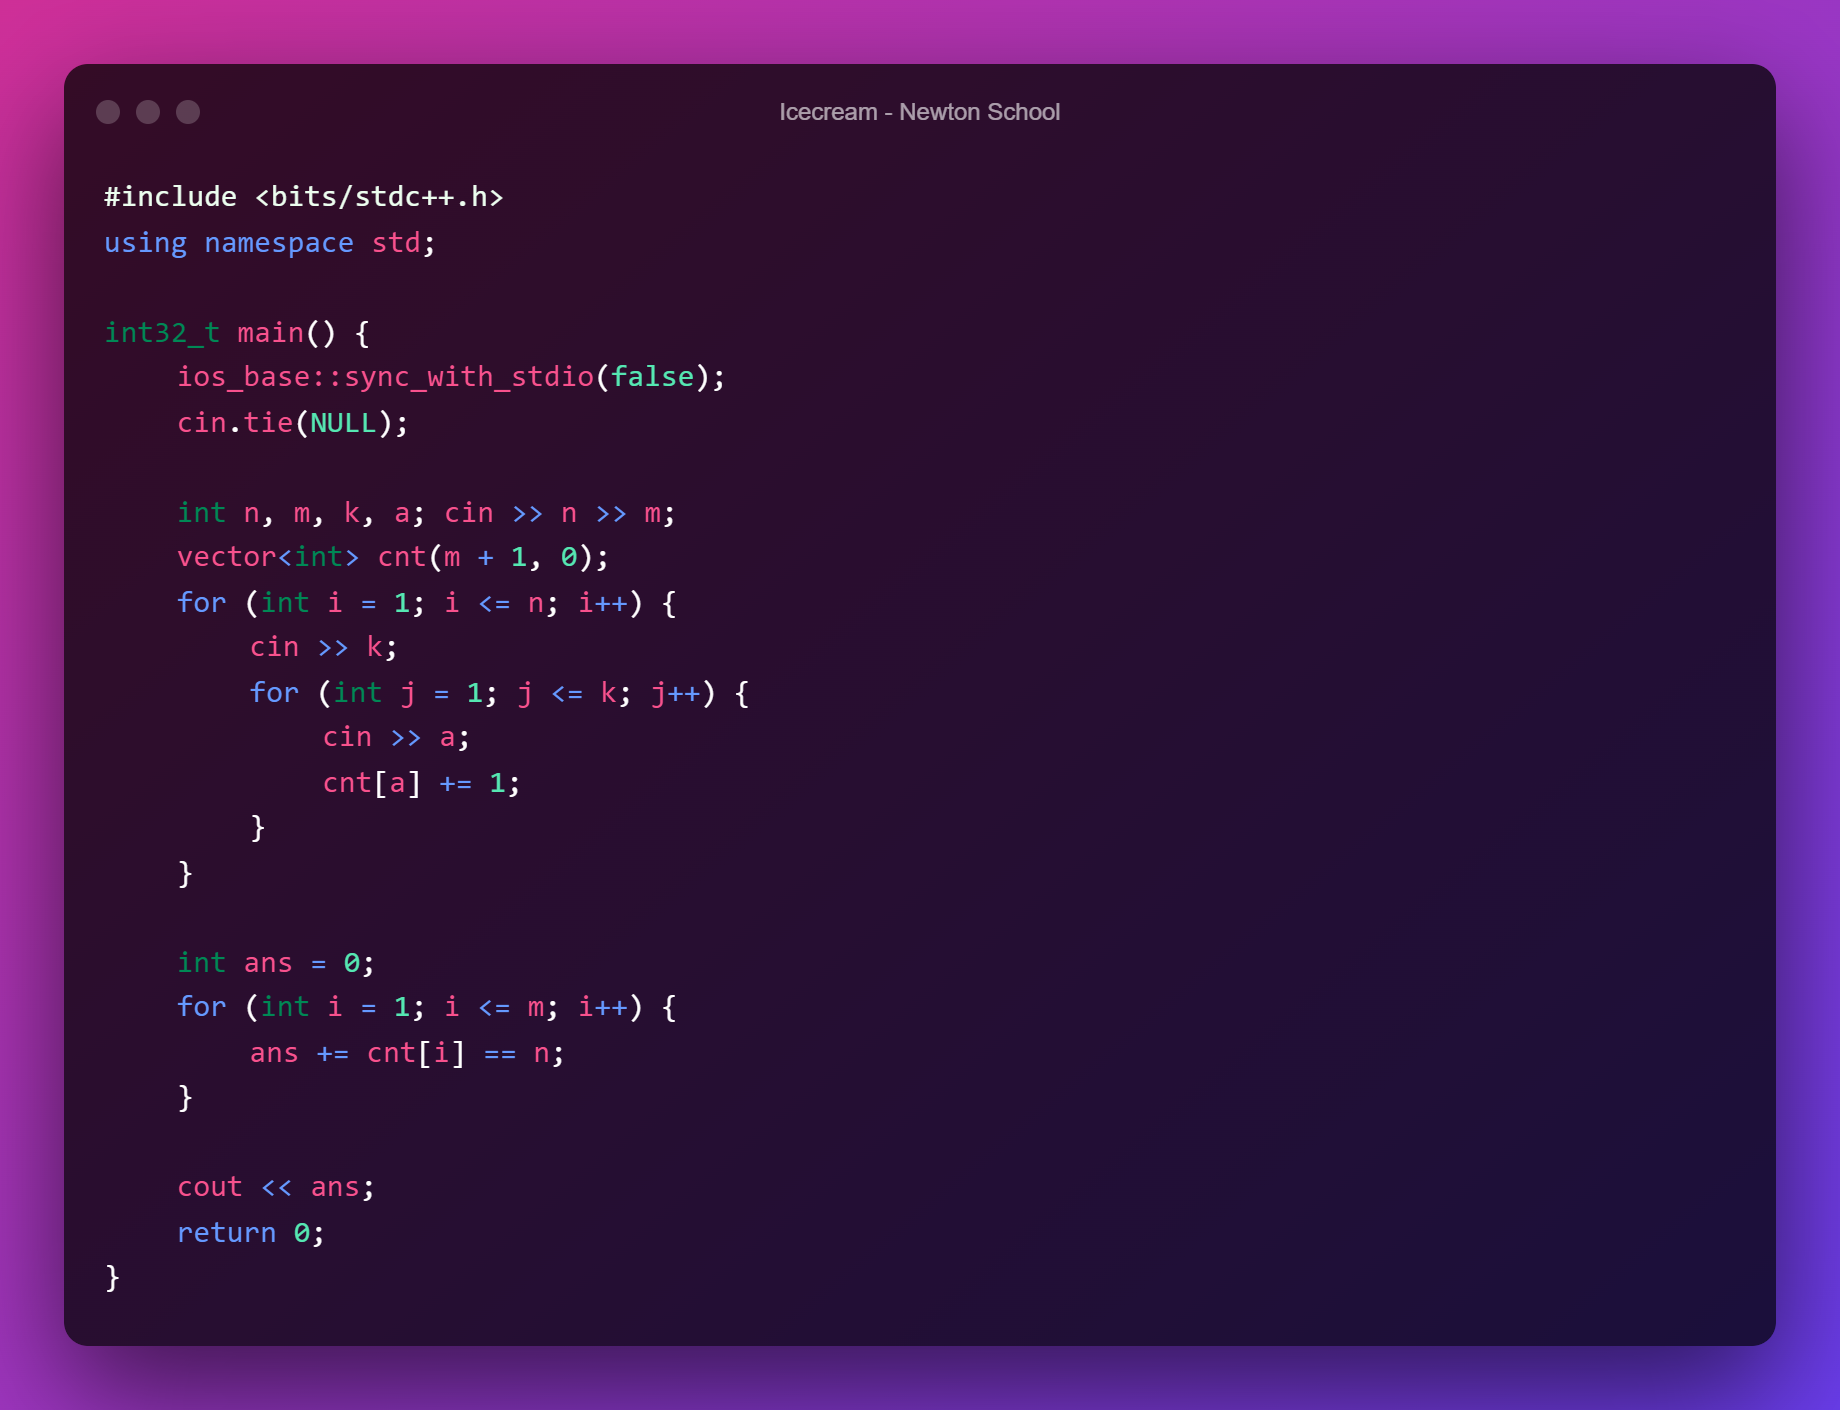 Icecream - Newton School
#include <bits/stdc++.h>
using namespace std;
int32_t main() {
ios_base::sync_with_stdio(false);
cin.tie(NULL);
int n, m, k, a; cin >> n >> m;
vector<int> cnt(m + 1, 0);
for (int i = 1; i <= n; i++) {
cin >> k;
for (int j = 1; j <= k; j++) {
cin >> a;
cnt[a] += 1;
}
}
int ans = 0;
for (int i = 1; i <= m; i++) {
ans += cnt[i] == n;
}
cout << ans;
return 0;
}